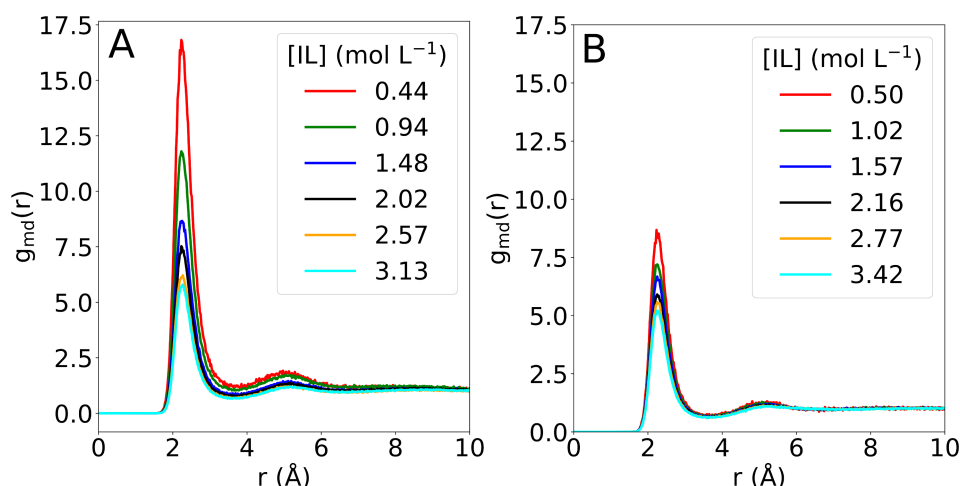 A
[IL] (mol L⁻¹)
0.44
0.94
1.48
2.02
2.57
3.13
17.5
15.0
12.5
10.0
7.5
5.0
2.5
0.0
g_md(r)
0 2 4 6 8 10
r (Å)
B
[IL] (mol L⁻¹)
0.50
1.02
1.57
2.16
2.77
3.42
17.5
15.0
12.5
10.0
7.5
5.0
2.5
0.0
g_md(r)
0 2 4 6 8 10
r (Å)